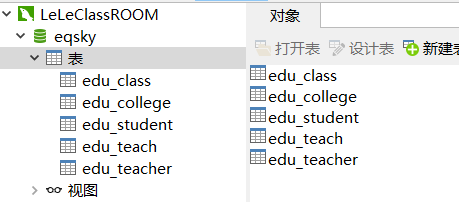 LeLeClassROOM
eqsky
表
edu_class
edu_college
edu_student
edu_teach
edu_teacher
视图
对象
打开表 设计表 新建表
edu_class
edu_college
edu_student
edu_teach
edu_teacher